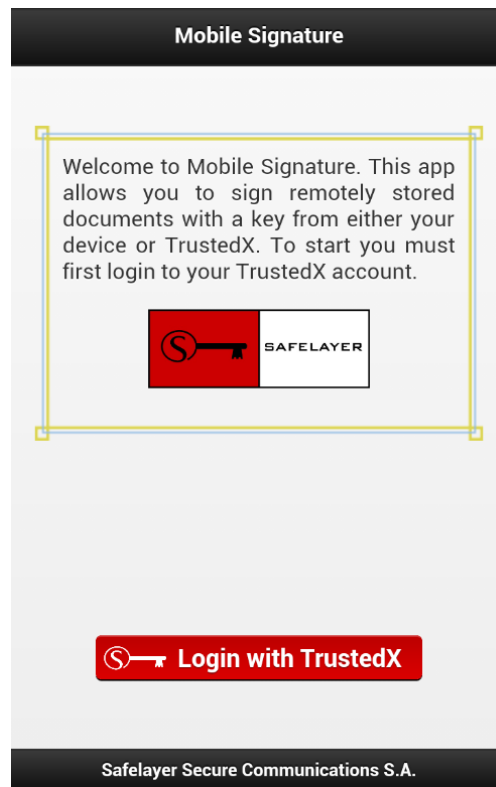 Mobile Signature
Welcome to Mobile Signature. This app
allows you to sign remotely stored
documents with a key from either your
device or TrustedX. To start you must
first login to your TrustedX account.
S SAFELAYER
S Login with TrustedX
Safelayer Secure Communications S.A.